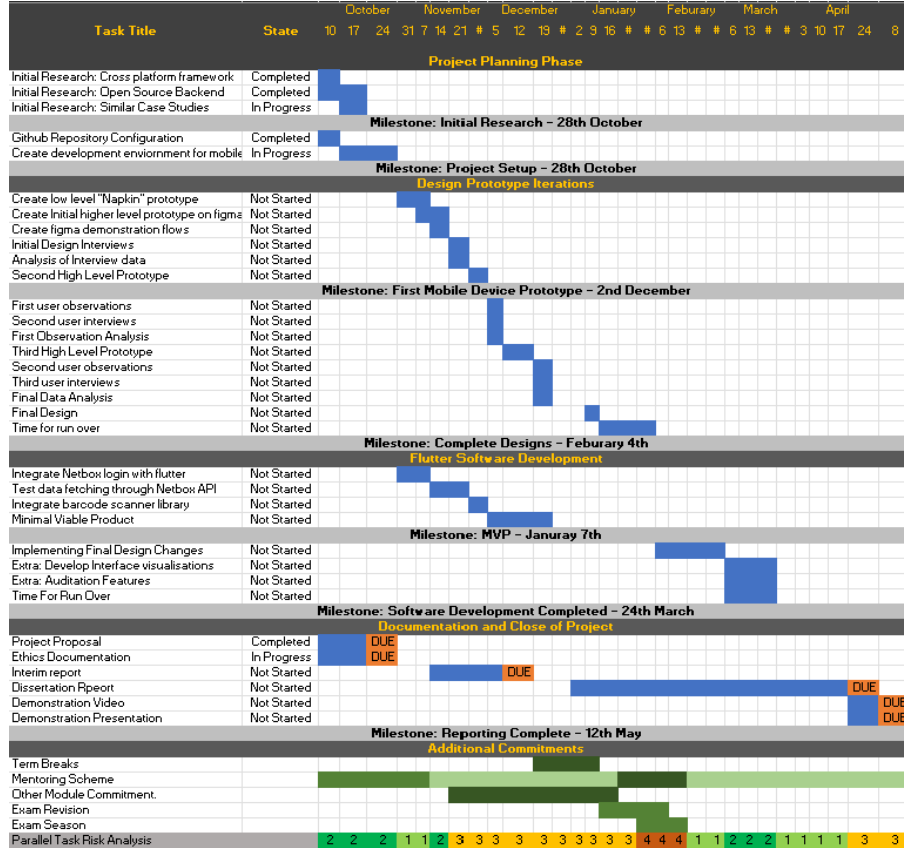 October November December January Feburary March April
Task Title State 10 17 24 31 7 14 21 # 5 12 19 # 2 9 16 # # 6 13 # # 6 13 # # 3 10 17 24 8
Project Planning Phase
Initial Research: Cross platform framework Completed
Initial Research: Open Source Backend Completed
Initial Research: Similar Case Studies In Progress
Milestone: Initial Research - 28th October
Github Repository Configuration Completed
Create development enviornment for mobile In Progress
Milestone: Project Setup - 28th October
Design Prototype Iterations
Create low level "Napkin" prototype Not Started
Create Initial higher level prototype on figma Not Started
Create figma demonstration flows Not Started
Initial Design Interviews Not Started
Analysis of Interview data Not Started
Second High Level Prototype Not Started
Milestone: First Mobile Device Prototype - 2nd December
First user observations Not Started
Second user interviews Not Started
First Observation Analysis Not Started
Third High Level Prototype Not Started
Second user observations Not Started
Third user interviews Not Started
Final Data Analysis Not Started
Final Design Not Started
Time for run over Not Started
Milestone: Complete Designs - Feburary 4th
Flutter Software Development
Integrate Netbox login with flutter Not Started
Test data fetching through Netbox API Not Started
Integrate barcode scanner library Not Started
Minimal Viable Product Not Started
Milestone: MVP - Januray 7th
Implementing Final Design Changes Not Started
Extra: Develop Interface visualisations Not Started
Extra: Auditation Features Not Started
Time For Run Over Not Started
Milestone: Software Development Completed - 24th March
Documentation and Close of Project
Project Proposal Completed DUE
Ethics Documentation In Progress DUE
Interim report Not Started DUE
Dissertation Rpeort Not Started DUE
Demonstration Video Not Started DUE
Demonstration Presentation Not Started DUE
Milestone: Reporting Complete - 12th May
Additional Commitments
Term Breaks
Mentoring Scheme
Other Module Commitment.
Exam Revision
Exam Season
Parallel Task Risk Analysis 2 2 2 1 1 2 3 3 3 3 3 3 3 3 3 3 4 4 4 1 1 2 2 2 1 1 1 1 3 3